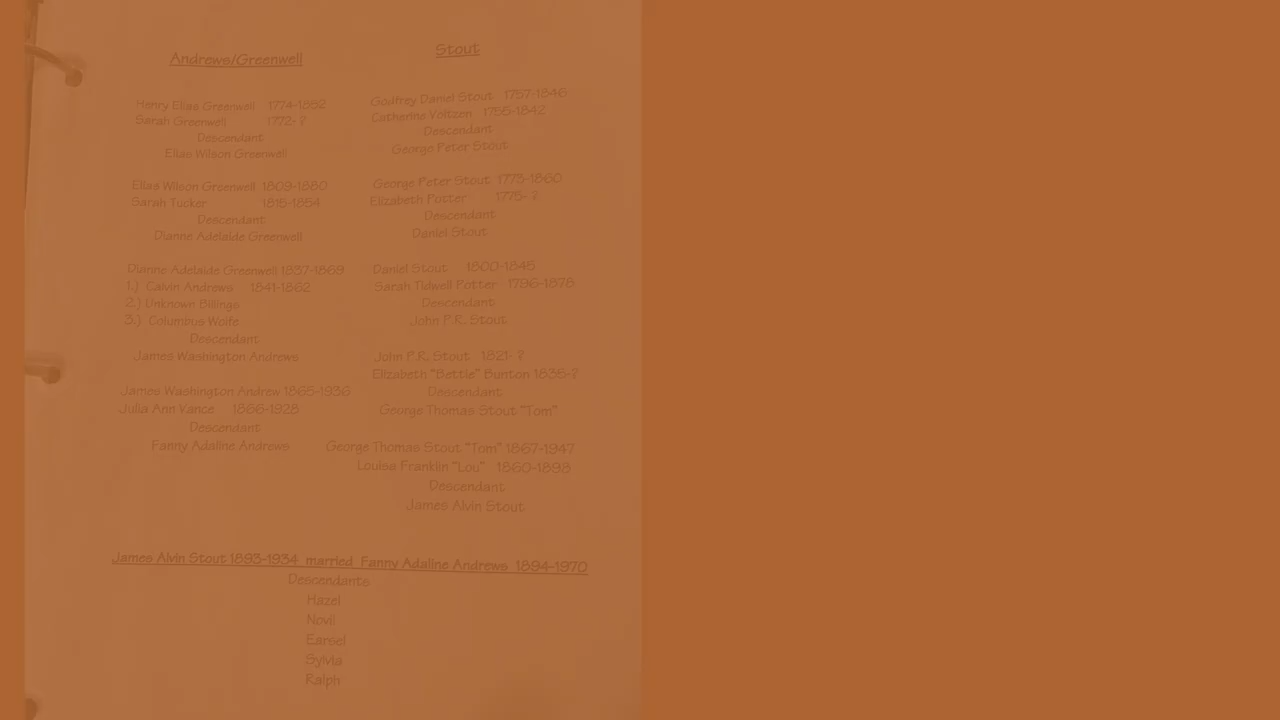 Andrews/Greenwell
Henry Elias Greenwell 1774-1852
Sarah Greenwell 1772- ?
Descendant
Elias Wilson Greenwell
Elias Wilson Greenwell 1809-1880
Sarah Tucker 1815-1854
Descendant
Dianne Adelaide Greenwell
Dianne Adelaide Greenwell 1837-1869
1.) Calvin Andrews 1841-1862
2.) Unknown Billings
3.) Columbus Wolfe
Descendant
James Washington Andrews
James Washington Andrew 1865-1936
Julia Ann Vance 1866-1928
Descendant
Fanny Adaline Andrews
Stout
Godfrey Daniel Stout 1757-1846
Catherine Voltzen 1755-1842
Descendant
George Peter Stout
George Peter Stout 1773-1860
Elizabeth Potter 1775- ?
Descendant
Daniel Stout
Daniel Stout 1800-1845
Sarah Tidwell Potter 1796-1878
Descendant
John P.R. Stout
John P.R. Stout 1821- ?
Elizabeth "Bettie" Bunton 1835-?
Descendant
George Thomas Stout "Tom"
George Thomas Stout "Tom" 1867-1947
Louise Franklin "Lou" 1860-1898
Descendant
James Alvin Stout
James Alvin Stout 1893-1934 married Fanny Adaline Andrews 1894-1970
Descendants
Hazel
Novil
Earsel
Sylvia
Ralph